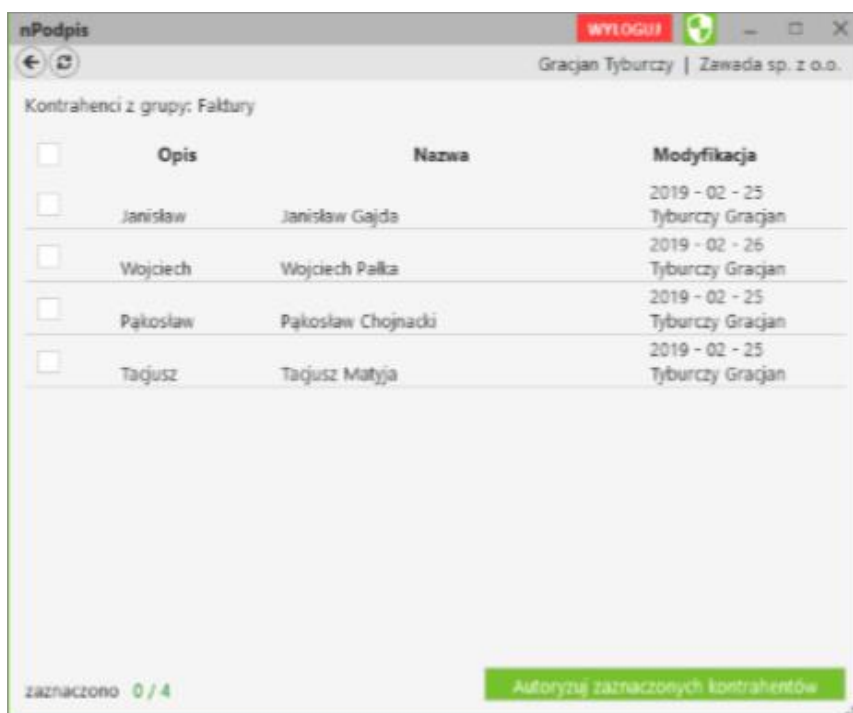 nPodpis WYLOGUJ
Gracjan Tyburczy | Zawada sp. z o.o.
Kontrahenci z grupy: Faktury
Opis Nazwa Modyfikacja
2019 - 02 - 25
Janisław Janisław Gajda Tyburczy Gracjan
2019 - 02 - 26
Wojciech Wojciech Pałka Tyburczy Gracjan
2019 - 02 - 25
Pąkosław Pąkosław Chojnacki Tyburczy Gracjan
2019 - 02 - 25
Tacjusz Tacjusz Matyja Tyburczy Gracjan
zaznaczono 0 / 4 Autoryzuj zaznaczonych kontrahentów